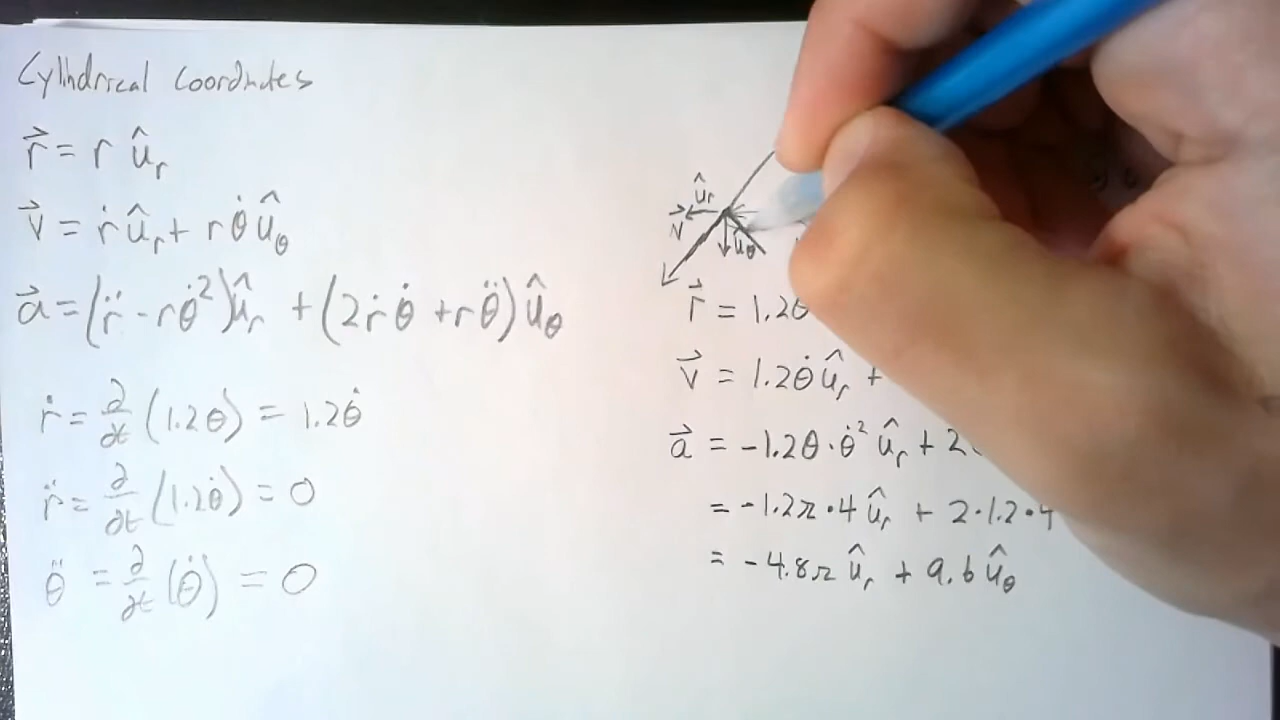 Cylindrical Coordinates
r⃗ = r û_r
v⃗ = ṙ û_r + r θ̇ û_θ
a⃗ = (r̈ - rθ̇²) û_r + (2ṙθ̇ + rθ̈) û_θ
ṙ = ∂/∂t (1.2θ) = 1.2θ̇
r̈ = ∂/∂t (1.2θ̇) = 0
θ̈ = ∂/∂t (θ̇) = 0
û_r
N⃗
û_θ
r⃗ = 1.2θ
v⃗ = 1.2θ̇ û_r +
a⃗ = -1.2θ·θ̇² û_r + 2
= -1.2π·4 û_r + 2·1.2·4
= -4.8π û_r + 9.6 û_θ